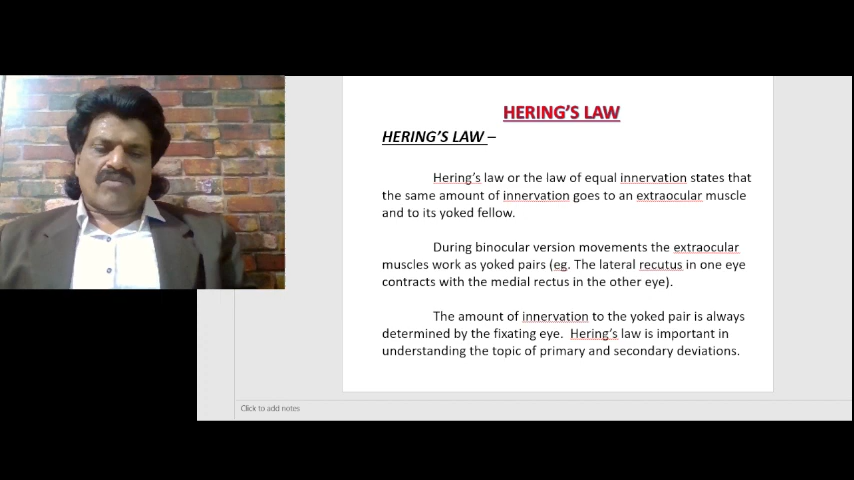 HERING'S LAW
HERING'S LAW –
Hering's law or the law of equal innervation states that
the same amount of innervation goes to an extraocular muscle
and to its yoked fellow.
During binocular version movements the extraocular
muscles work as yoked pairs (eg. The lateral recutus in one eye
contracts with the medial rectus in the other eye).
The amount of innervation to the yoked pair is always
determined by the fixating eye. Hering's law is important in
understanding the topic of primary and secondary deviations.
Click to add notes